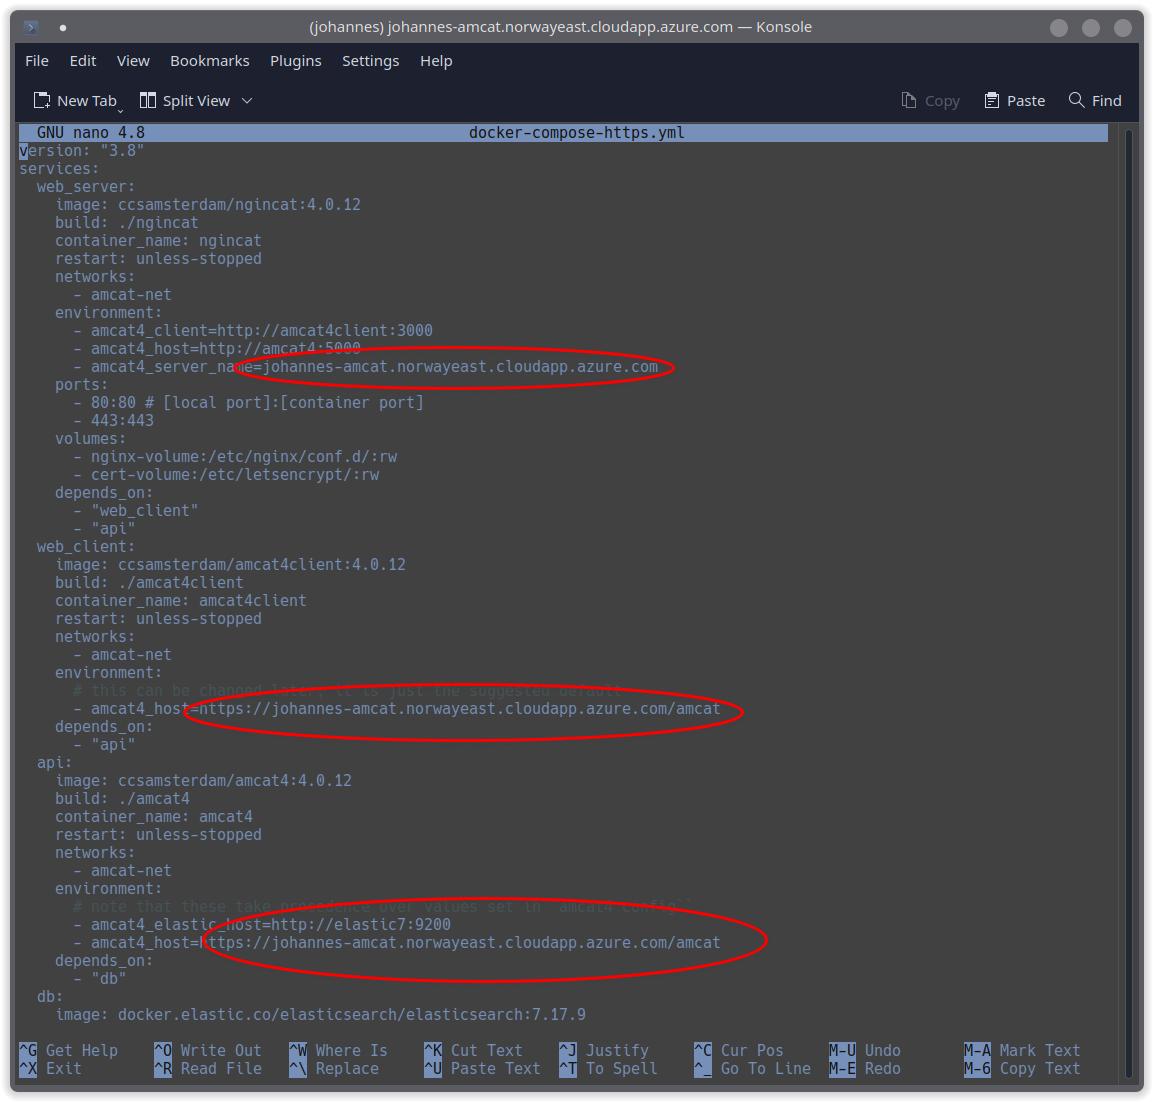 (johannes) johannes-amcat.norwayeast.cloudapp.azure.com — Konsole
File Edit View Bookmarks Plugins Settings Help
New Tab Split View Copy Paste Find
GNU nano 4.8 docker-compose-https.yml
version: "3.8"
services:
  web_server:
    image: ccsamsterdam/ngincat:4.0.12
    build: ./ngincat
    container_name: ngincat
    restart: unless-stopped
    networks:
      - amcat-net
    environment:
      - amcat4_client=http://amcat4client:3000
      - amcat4_host=http://amcat4:5000
      - amcat4_server_name=johannes-amcat.norwayeast.cloudapp.azure.com
    ports:
      - 80:80 # [local port]:[container port]
      - 443:443
    volumes:
      - nginx-volume:/etc/nginx/conf.d/:rw
      - cert-volume:/etc/letsencrypt/:rw
    depends_on:
      - "web_client"
      - "api"
  web_client:
    image: ccsamsterdam/amcat4client:4.0.12
    build: ./amcat4client
    container_name: amcat4client
    restart: unless-stopped
    networks:
      - amcat-net
    environment:
      # this can be changed later, it is just the suggested default
      - amcat4_host=https://johannes-amcat.norwayeast.cloudapp.azure.com/amcat
    depends_on:
      - "api"
  api:
    image: ccsamsterdam/amcat4:4.0.12
    build: ./amcat4
    container_name: amcat4
    restart: unless-stopped
    networks:
      - amcat-net
    environment:
      # note that these take precedence over values set in `amcat4 config``
      - amcat4_elastic_host=http://elastic7:9200
      - amcat4_host=https://johannes-amcat.norwayeast.cloudapp.azure.com/amcat
    depends_on:
      - "db"
  db:
    image: docker.elastic.co/elasticsearch/elasticsearch:7.17.9
^G Get Help ^O Write Out ^W Where Is ^K Cut Text ^J Justify ^C Cur Pos M-U Undo M-A Mark Text
^X Exit ^R Read File ^\ Replace ^U Paste Text ^T To Spell ^_ Go To Line M-E Redo M-6 Copy Text